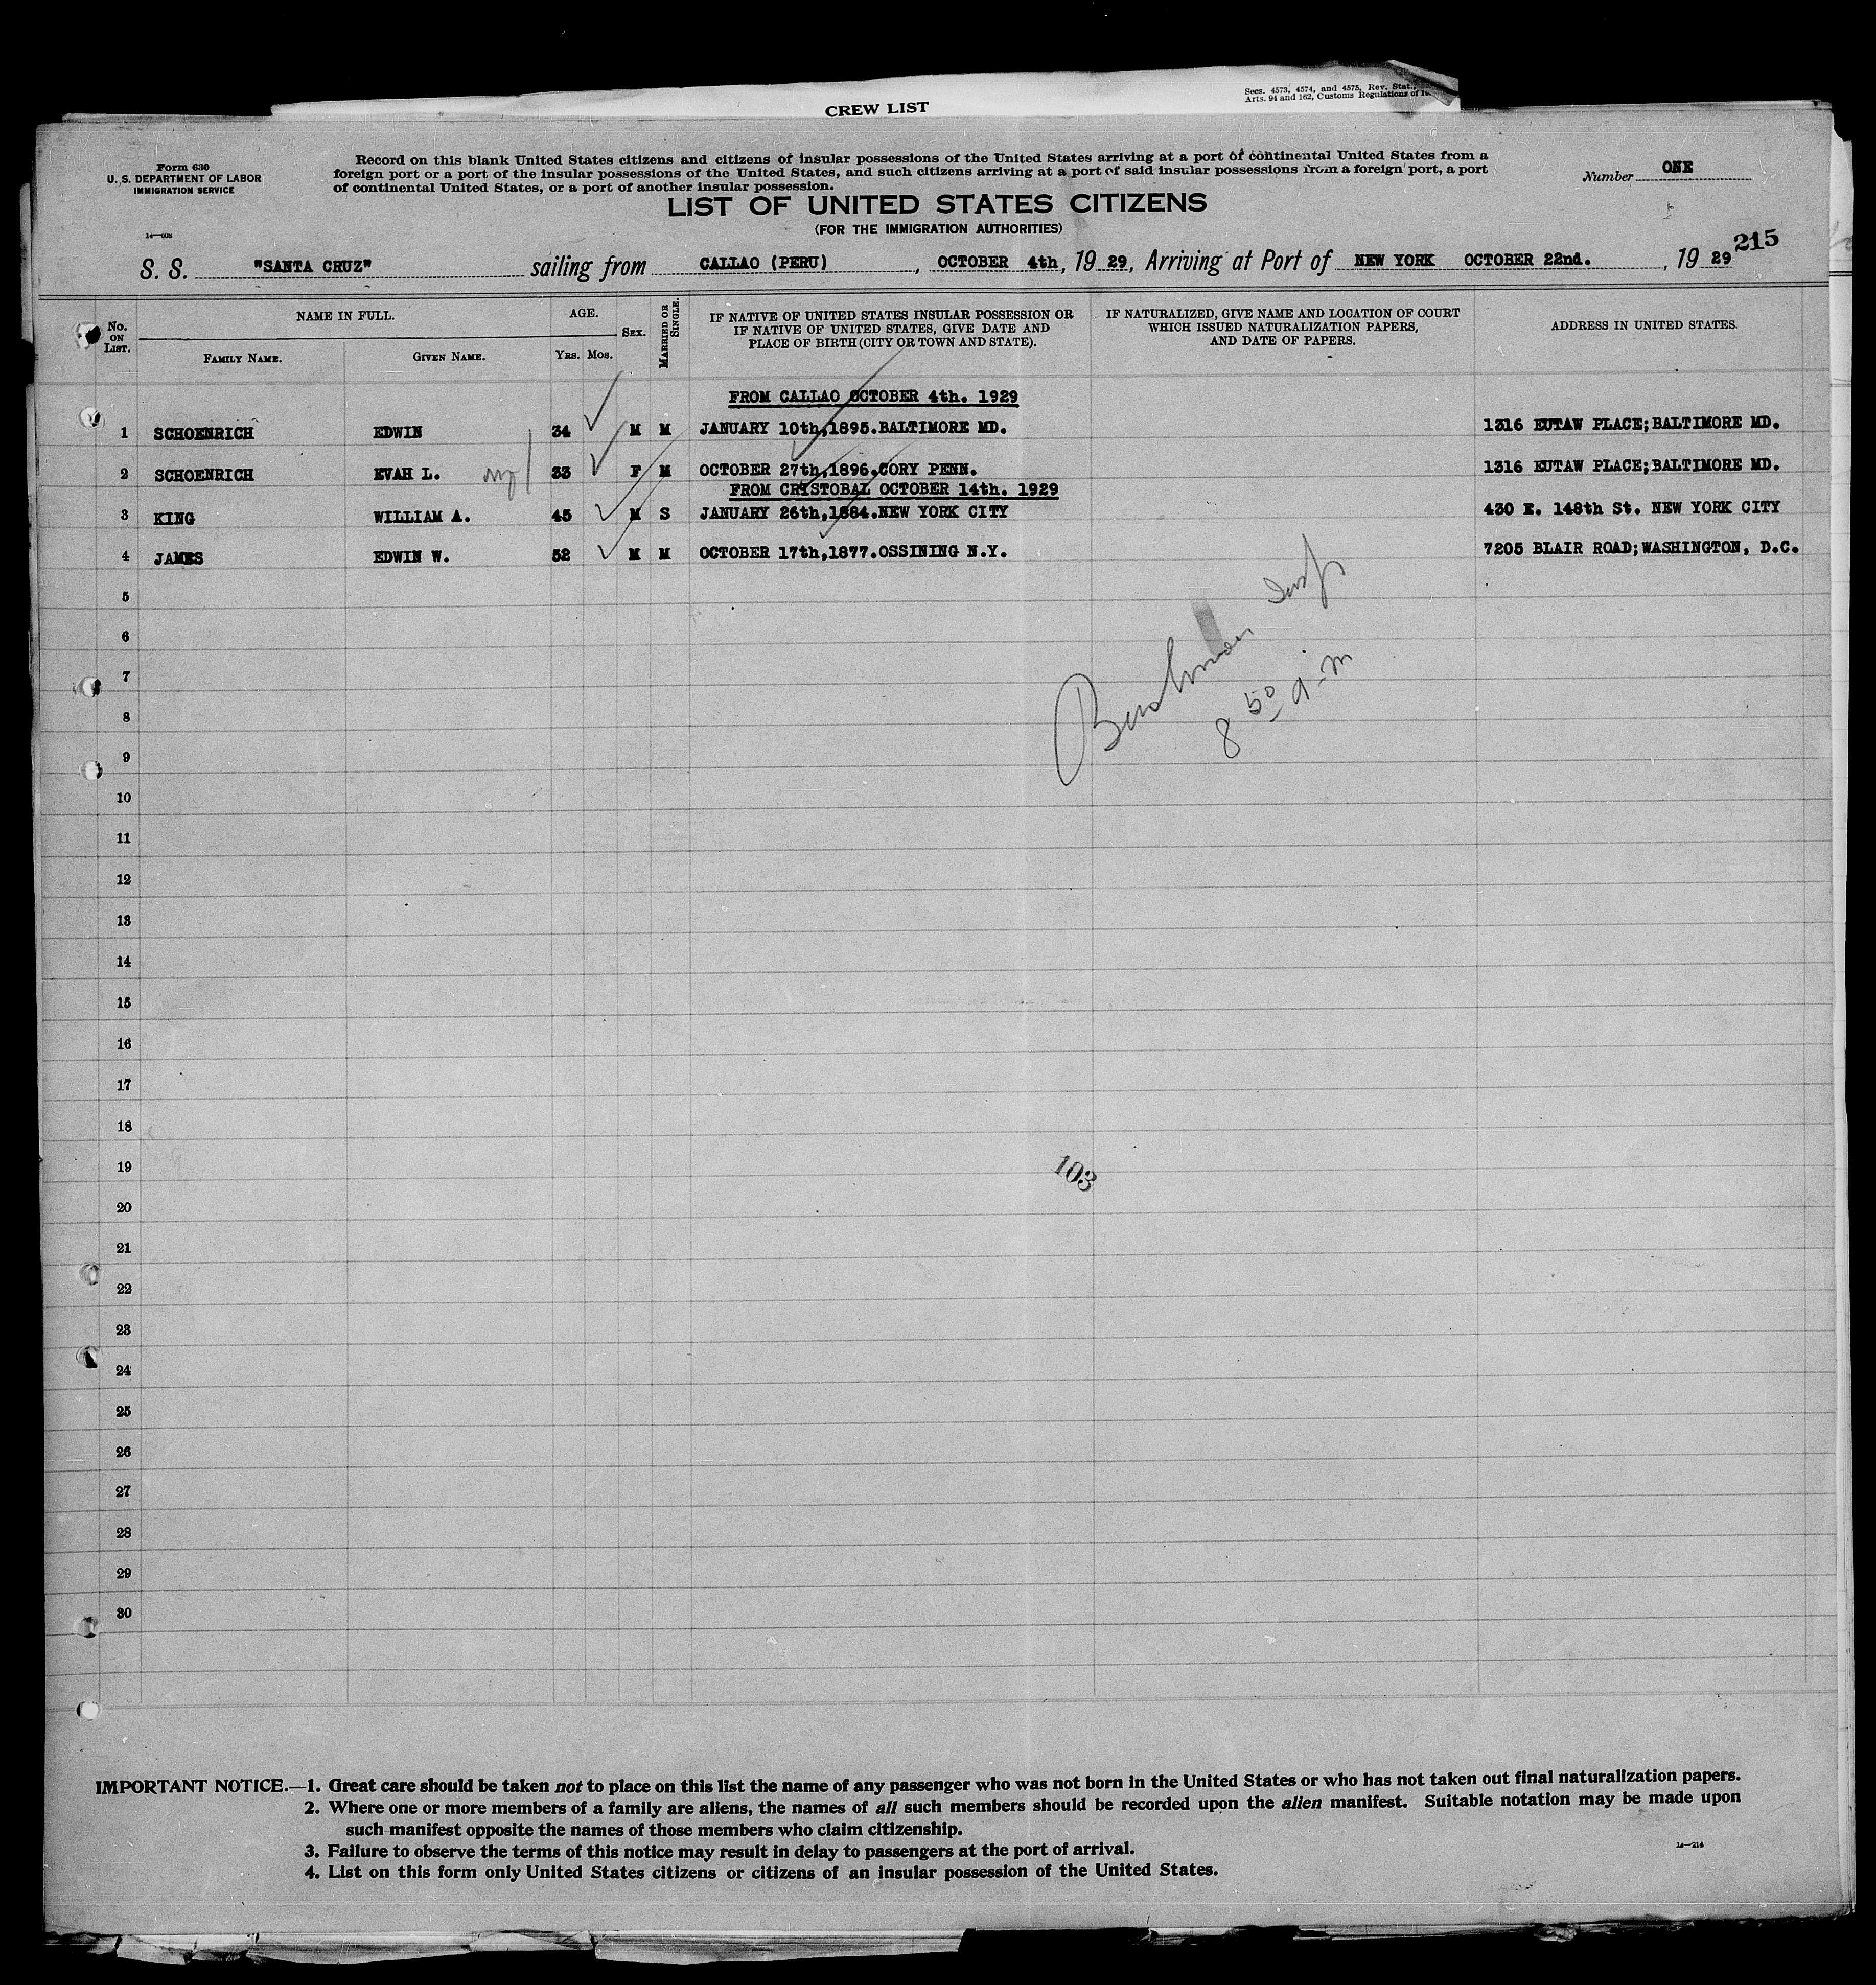 CREW LIST
Secs. 4573, 4574, and 4575, Rev. Stat.,
Arts. 94 and 162, Customs Regulations of
Form 630
U. S. DEPARTMENT OF LABOR
IMMIGRATION SERVICE
Record on this blank United States citizens and citizens of insular possessions of the United States arriving at a port of continental United States from a
foreign port or a port of the insular possessions of the United States, and such citizens arriving at a port of said insular possessions from a foreign port, a port
of continental United States, or a port of another insular possession.
Number ONE
LIST OF UNITED STATES CITIZENS
(FOR THE IMMIGRATION AUTHORITIES)
215
S. S. "SANTA CRUZ" sailing from CALLAO (PERU), OCTOBER 4th, 19 29, Arriving at Port of NEW YORK OCTOBER 22nd., 19 29
No. ON LIST.
NAME IN FULL.
FAMILY NAME. GIVEN NAME.
AGE.
YRS. MOS.
SEX.
MARRIED OR SINGLE.
IF NATIVE OF UNITED STATES INSULAR POSSESSION OR
IF NATIVE OF UNITED STATES, GIVE DATE AND
PLACE OF BIRTH (CITY OR TOWN AND STATE).
IF NATURALIZED, GIVE NAME AND LOCATION OF COURT
WHICH ISSUED NATURALIZATION PAPERS,
AND DATE OF PAPERS.
ADDRESS IN UNITED STATES.
FROM CALLAO OCTOBER 4th. 1929
1 SCHOENRICH EDWIN 34 M M JANUARY 10th,1895.BALTIMORE MD. 1316 EUTAW PLACE;BALTIMORE MD.
2 SCHOENRICH EVAH L. 33 F M OCTOBER 27th,1896.CORY PENN. 1316 EUTAW PLACE;BALTIMORE MD.
FROM CRISTOBAL OCTOBER 14th. 1929
3 KING WILLIAM A. 45 M S JANUARY 26th,1884.NEW YORK CITY 430 E. 148th St. NEW YORK CITY
4 JAMES EDWIN W. 52 M M OCTOBER 17th,1877.OSSINING N.Y. 7205 BLAIR ROAD;WASHINGTON, D.C.
5
6
7
8 50 a.m
8
9
10
11
12
13
14
15
16
17
18
19
103
20
21
22
23
24
25
26
27
28
29
30
IMPORTANT NOTICE.—1. Great care should be taken not to place on this list the name of any passenger who was not born in the United States or who has not taken out final naturalization papers.
2. Where one or more members of a family are aliens, the names of all such members should be recorded upon the alien manifest. Suitable notation may be made upon
such manifest opposite the names of those members who claim citizenship.
3. Failure to observe the terms of this notice may result in delay to passengers at the port of arrival.
4. List on this form only United States citizens or citizens of an insular possession of the United States.
14—214